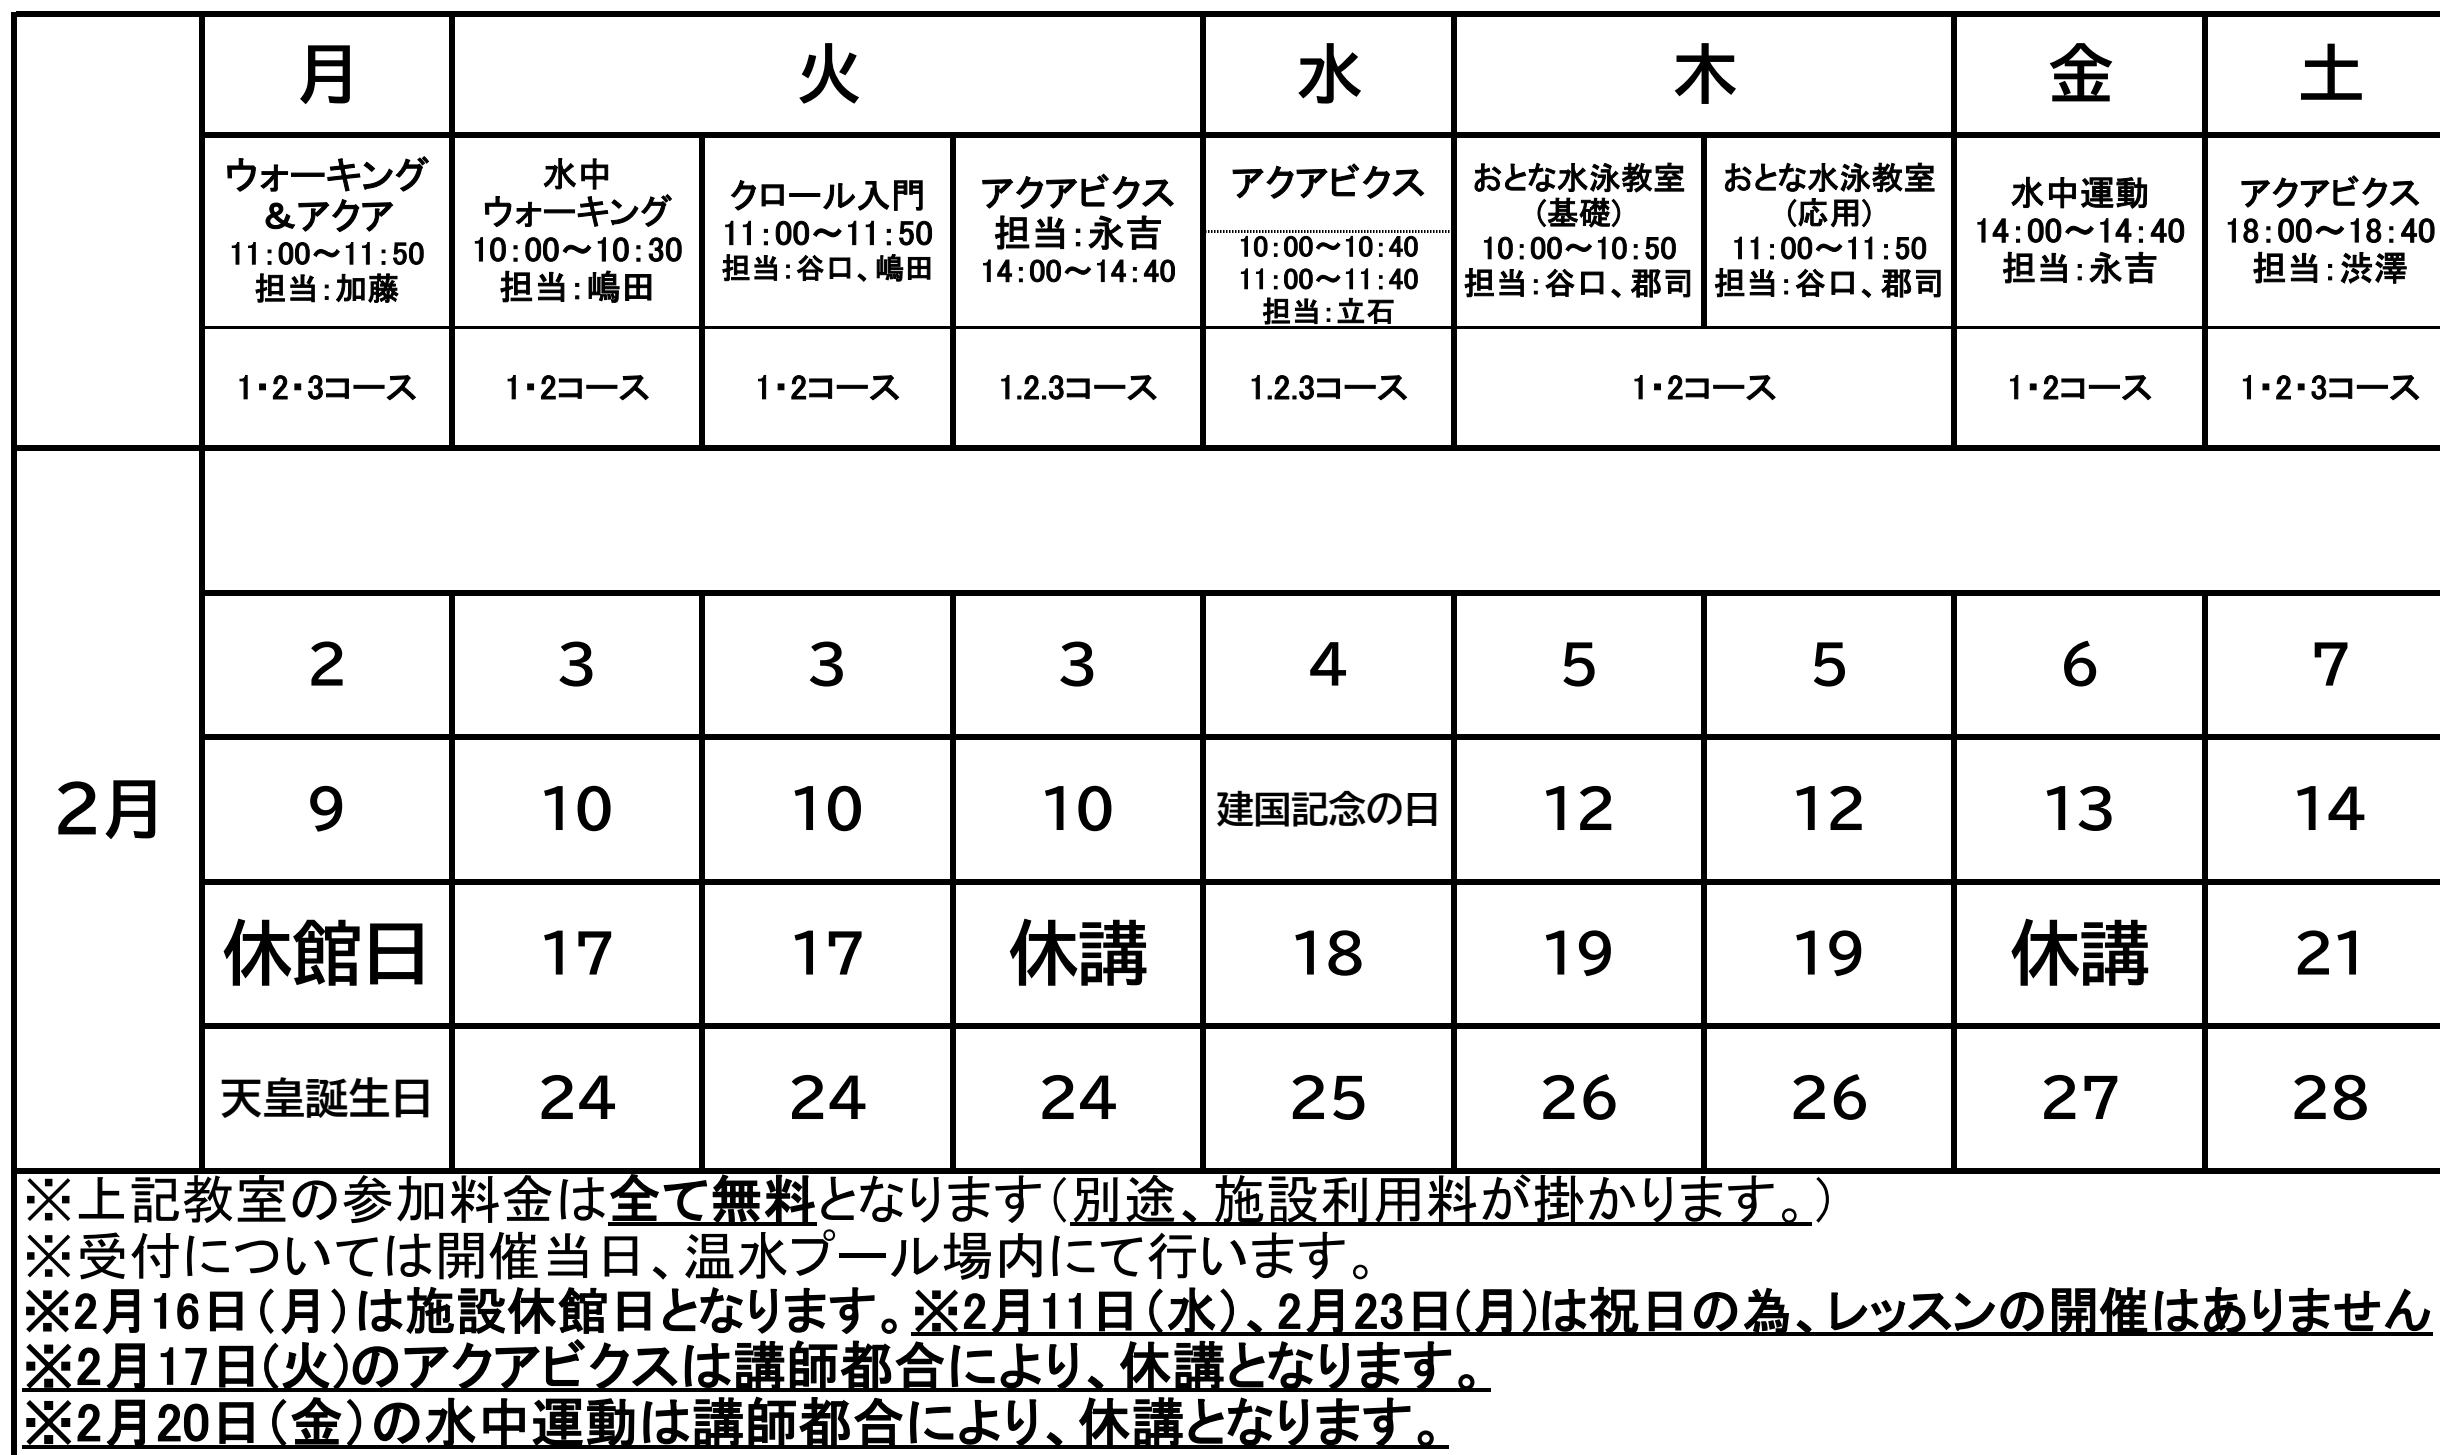 月 火 水 木 金 土
ウォーキング
＆アクア
11：00～11：50
担当：加藤
水中
ウォーキング
10：00～10：30
担当：嶋田
クロール入門
11：00～11：50
担当：谷口、嶋田
アクアビクス
担当：永吉
14：00～14：40
アクアビクス
10：00～10：40
11：00～11：40
担当：立石
おとな水泳教室
（基礎）
10：00～10：50
担当：谷口、郡司
おとな水泳教室
（応用）
11：00～11：50
担当：谷口、郡司
水中運動
14：00～14：40
担当：永吉
アクアビクス
18：00～18：40
担当：渋澤
1・2・3コース 1・2コース 1・2コース 1.2.3コース 1.2.3コース 1・2コース 1・2コース 1・2・3コース
2月
2 3 3 3 4 5 5 6 7
9 10 10 10 建国記念の日 12 12 13 14
休館日 17 17 休講 18 19 19 休講 21
天皇誕生日 24 24 24 25 26 26 27 28
※上記教室の参加料金は全て無料となります（別途、施設利用料が掛かります。）
※受付については開催当日、温水プール場内にて行います。
※2月16日（月）は施設休館日となります。※2月11日（水）、2月23日(月)は祝日の為、レッスンの開催はありません
※2月17日(火)のアクアビクスは講師都合により、休講となります。
※2月20日（金）の水中運動は講師都合により、休講となります。